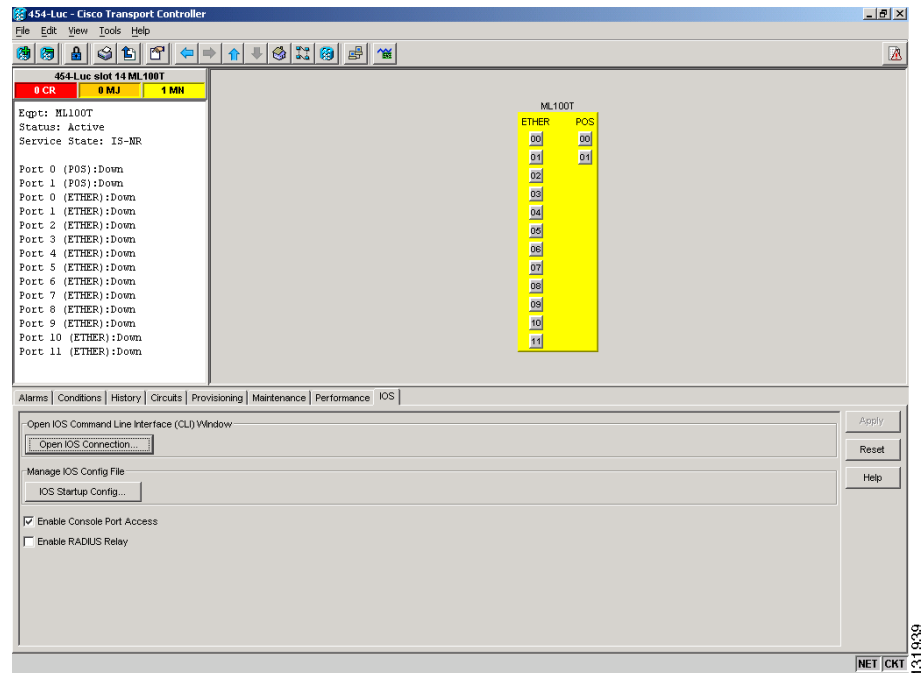 454-Luc - Cisco Transport Controller
File Edit View Tools Help
454-Luc slot 14 ML100T
0 CR 0 MJ 1 MN
Eqpt: ML100T
Status: Active
Service State: IS-NR
Port 0 (POS):Down
Port 1 (POS):Down
Port 0 (ETHER):Down
Port 1 (ETHER):Down
Port 2 (ETHER):Down
Port 3 (ETHER):Down
Port 4 (ETHER):Down
Port 5 (ETHER):Down
Port 6 (ETHER):Down
Port 7 (ETHER):Down
Port 8 (ETHER):Down
Port 9 (ETHER):Down
Port 10 (ETHER):Down
Port 11 (ETHER):Down
ML100T
ETHER POS
00 00
01 01
02
03
04
05
06
07
08
09
10
11
Alarms Conditions History Circuits Provisioning Maintenance Performance IOS
Open IOS Command Line Interface (CLI) Window
Open IOS Connection...
Manage IOS Config File
IOS Startup Config...
Enable Console Port Access
Enable RADIUS Relay
Apply
Reset
Help
NET CKT
131939